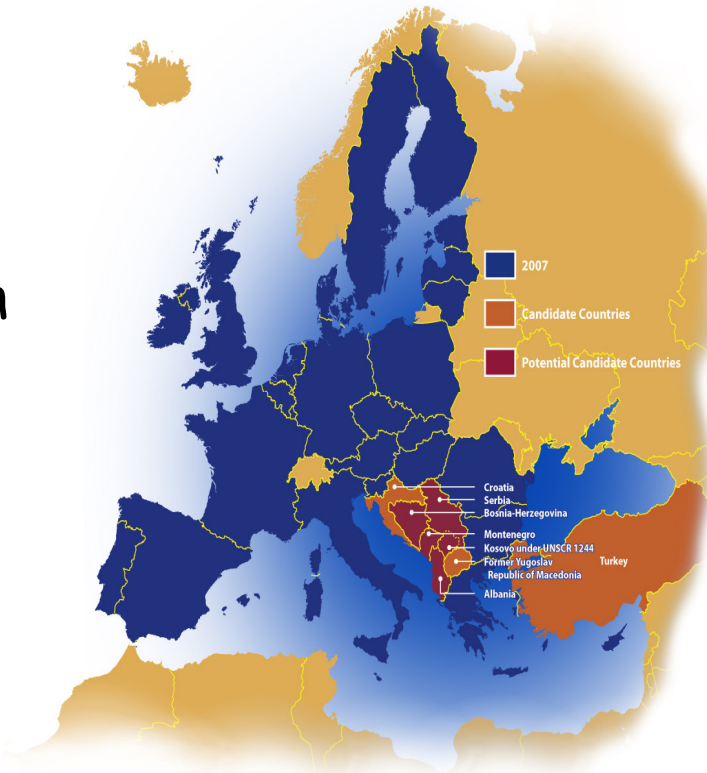 2007
Candidate Countries
Potential Candidate Countries
Croatia
Serbia
Bosnia-Herzegovina
Montenegro
Kosovo under UNSCR 1244
Former Yugoslav
Republic of Macedonia
Turkey
Albania